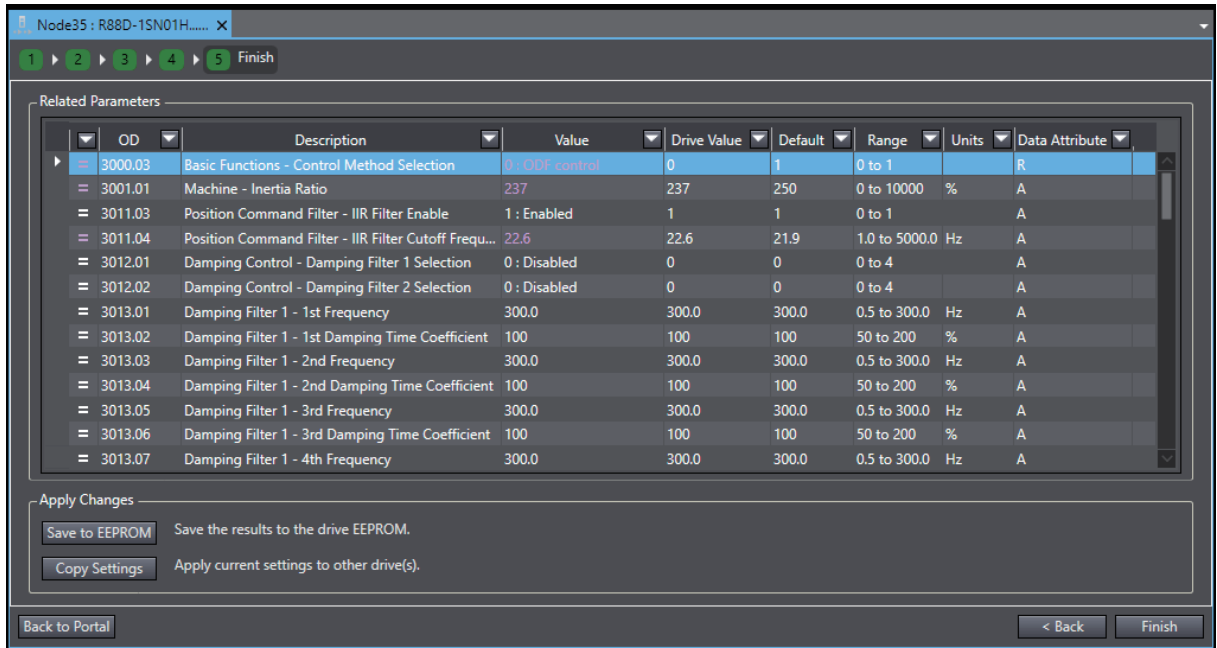 Node35 : R88D-1SN01H......
1 2 3 4 5 Finish
Related Parameters
OD Description Value Drive Value Default Range Units Data Attribute
= 3000.03 Basic Functions - Control Method Selection 0 : ODF control 0 1 0 to 1 R
= 3001.01 Machine - Inertia Ratio 237 237 250 0 to 10000 % A
= 3011.03 Position Command Filter - IIR Filter Enable 1 : Enabled 1 1 0 to 1 A
= 3011.04 Position Command Filter - IIR Filter Cutoff Frequ... 22.6 22.6 21.9 1.0 to 5000.0 Hz A
= 3012.01 Damping Control - Damping Filter 1 Selection 0 : Disabled 0 0 0 to 4 A
= 3012.02 Damping Control - Damping Filter 2 Selection 0 : Disabled 0 0 0 to 4 A
= 3013.01 Damping Filter 1 - 1st Frequency 300.0 300.0 300.0 0.5 to 300.0 Hz A
= 3013.02 Damping Filter 1 - 1st Damping Time Coefficient 100 100 100 50 to 200 % A
= 3013.03 Damping Filter 1 - 2nd Frequency 300.0 300.0 300.0 0.5 to 300.0 Hz A
= 3013.04 Damping Filter 1 - 2nd Damping Time Coefficient 100 100 100 50 to 200 % A
= 3013.05 Damping Filter 1 - 3rd Frequency 300.0 300.0 300.0 0.5 to 300.0 Hz A
= 3013.06 Damping Filter 1 - 3rd Damping Time Coefficient 100 100 100 50 to 200 % A
= 3013.07 Damping Filter 1 - 4th Frequency 300.0 300.0 300.0 0.5 to 300.0 Hz A
Apply Changes
Save to EEPROM Save the results to the drive EEPROM.
Copy Settings Apply current settings to other drive(s).
Back to Portal < Back Finish